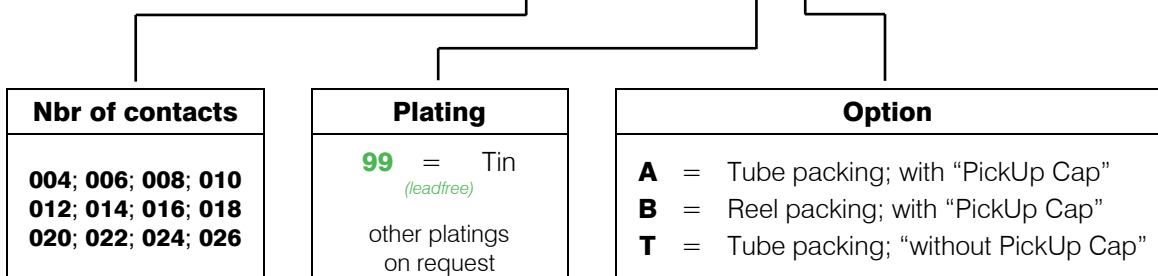 Nbr of contacts
004; 006; 008; 010
012; 014; 016; 018
020; 022; 024; 026
Plating
99 = Tin
(leadfree)
other platings
on request
Option
A = Tube packing; with “PickUp Cap”
B = Reel packing; with “PickUp Cap”
T = Tube packing; “without PickUp Cap”